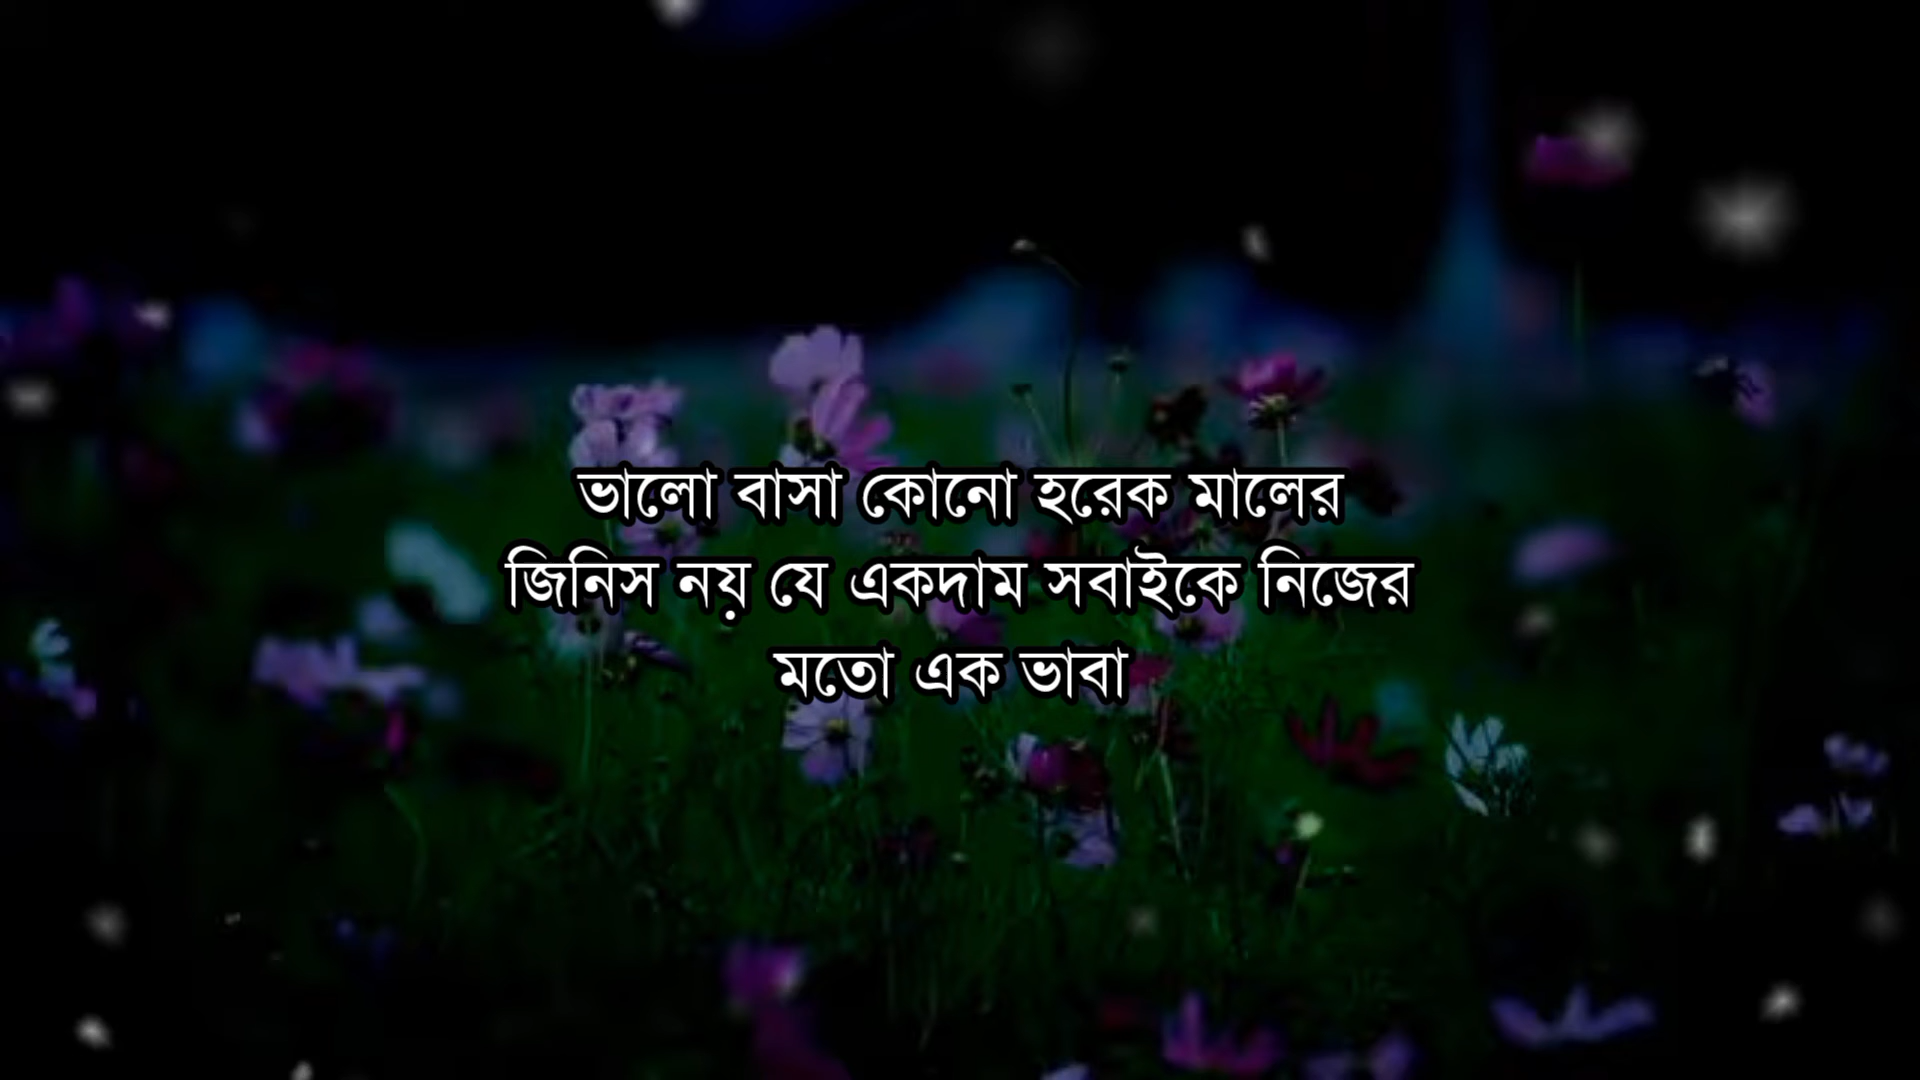 ভালো বাসা কোনো হরেক মালের
জিনিস নয় যে একদাম সবাইকে নিজের
মতো এক ভাবা